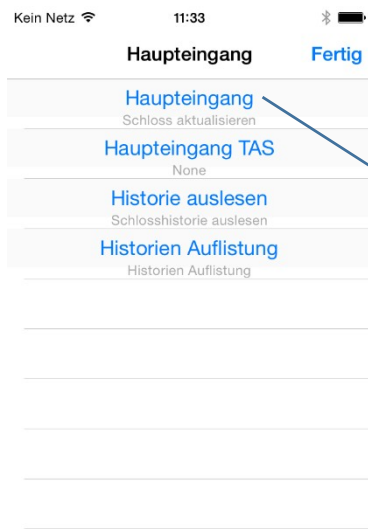 Kein Netz 11:33
Haupteingang Fertig
Haupteingang
Schloss aktualisieren
Haupteingang TAS
None
Historie auslesen
Schlosshistorie auslesen
Historien Auflistung
Historien Auflistung